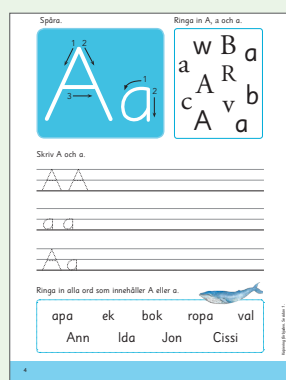 Spåra.
1 2
A a
3
1
2
Ringa in A, a och a.
w B a
a A R
c v b
A a
Skriv A och a.
A A
a a
A a
Ringa in alla ord som innehåller A eller a.
apa ek bok ropa val
Ann Ida Jon Cissi
4